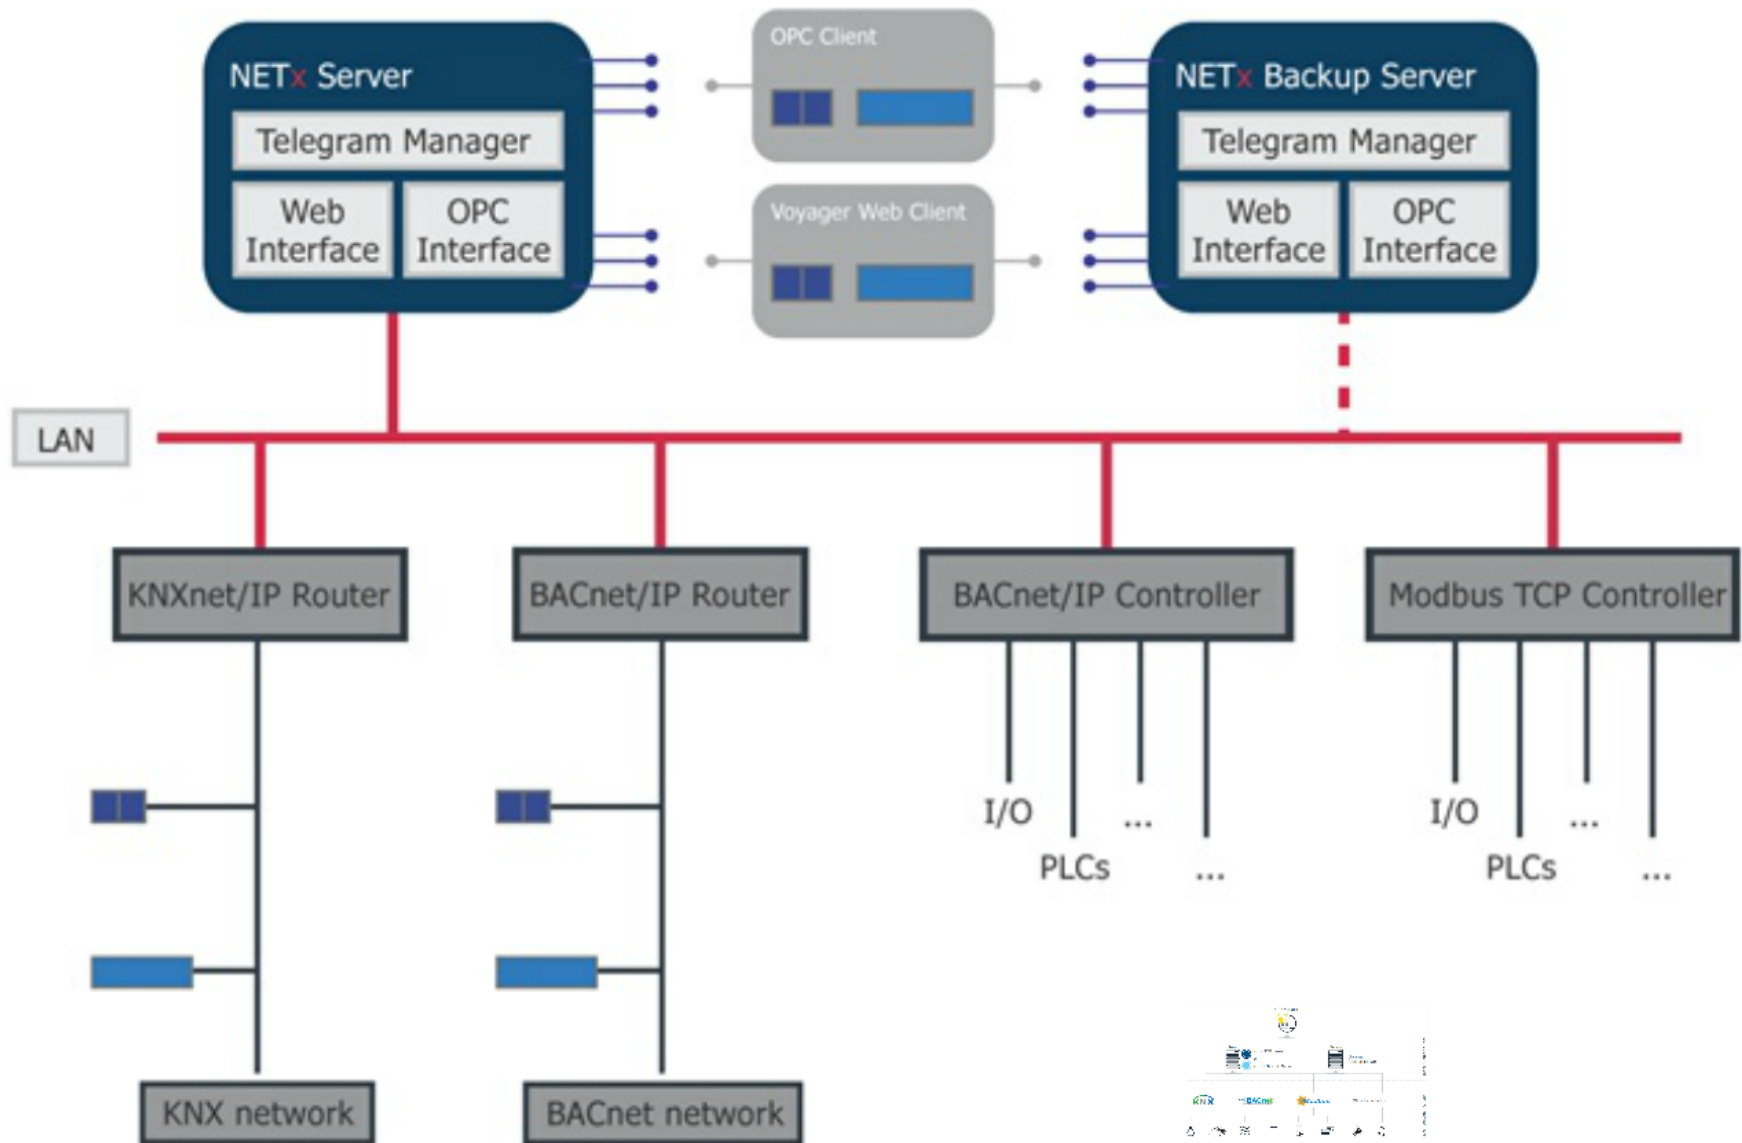 NETx Server
Telegram Manager
Web
Interface
OPC
Interface
OPC Client
Voyager Web Client
NETx Backup Server
Telegram Manager
Web
Interface
OPC
Interface
LAN
KNXnet/IP Router
BACnet/IP Router
BACnet/IP Controller
Modbus TCP Controller
I/O
PLCs
...
...
I/O
PLCs
...
...
KNX network
BACnet network
KNX
BACnet